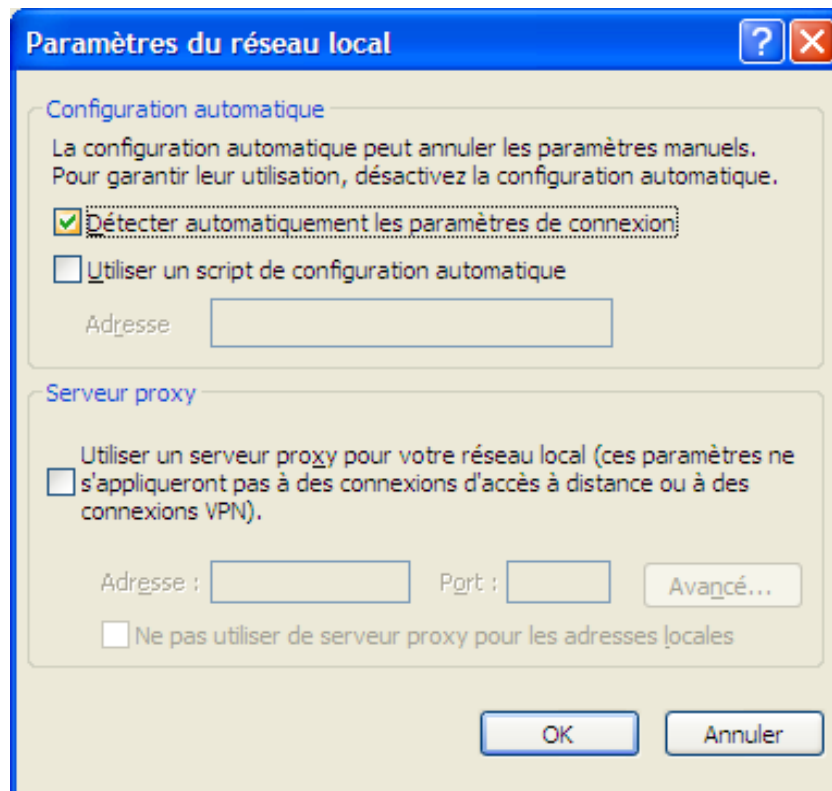 Paramètres du réseau local
Configuration automatique
La configuration automatique peut annuler les paramètres manuels.
Pour garantir leur utilisation, désactivez la configuration automatique.
Détecter automatiquement les paramètres de connexion
Utiliser un script de configuration automatique
Adresse
Serveur proxy
Utiliser un serveur proxy pour votre réseau local (ces paramètres ne
s'appliqueront pas à des connexions d'accès à distance ou à des
connexions VPN).
Adresse : Port : Avancé...
Ne pas utiliser de serveur proxy pour les adresses locales
OK Annuler